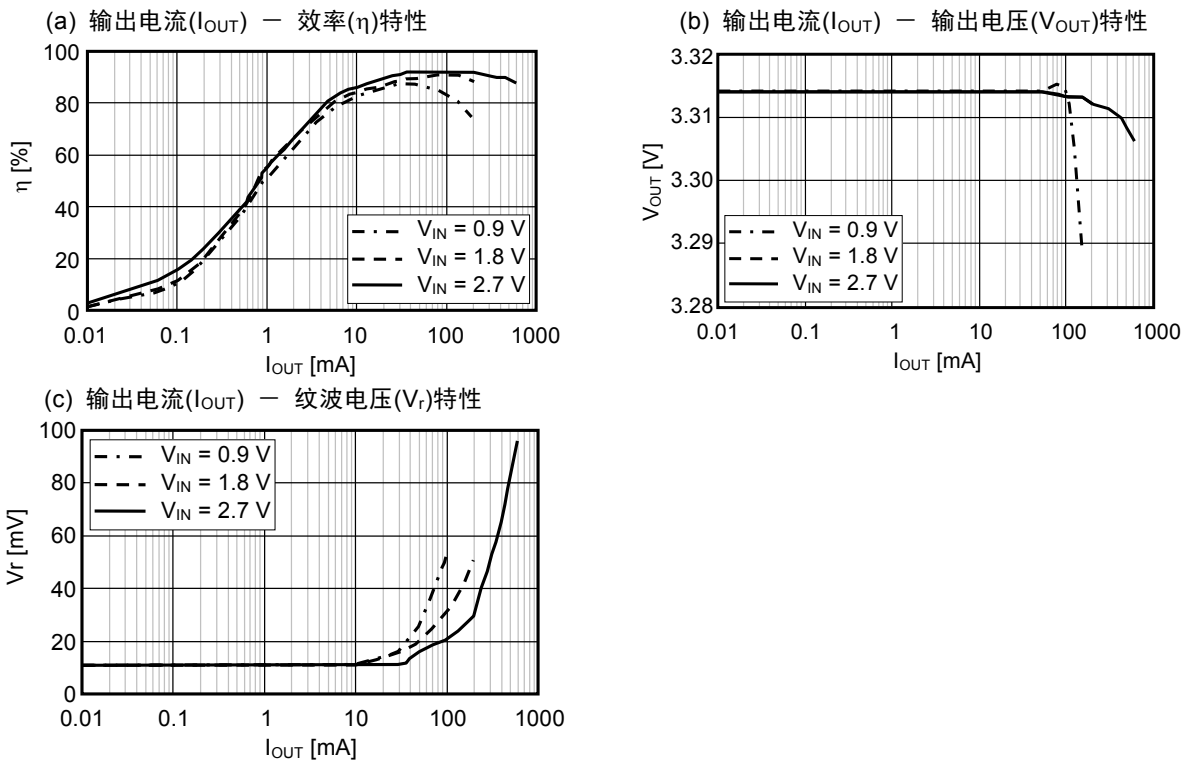 (a) 输出电流(IOUT) － 效率(η)特性
100
80
60
40
20
0
η [%]
VIN = 0.9 V
VIN = 1.8 V
VIN = 2.7 V
0.01 0.1 1 10 100 1000
IOUT [mA]
(b) 输出电流(IOUT) － 输出电压(VOUT)特性
3.32
3.31
3.30
3.29
3.28
VOUT [V]
VIN = 0.9 V
VIN = 1.8 V
VIN = 2.7 V
0.01 0.1 1 10 100 1000
IOUT [mA]
(c) 输出电流(IOUT) － 纹波电压(Vr)特性
100
80
60
40
20
0
Vr [mV]
VIN = 0.9 V
VIN = 1.8 V
VIN = 2.7 V
0.01 0.1 1 10 100 1000
IOUT [mA]